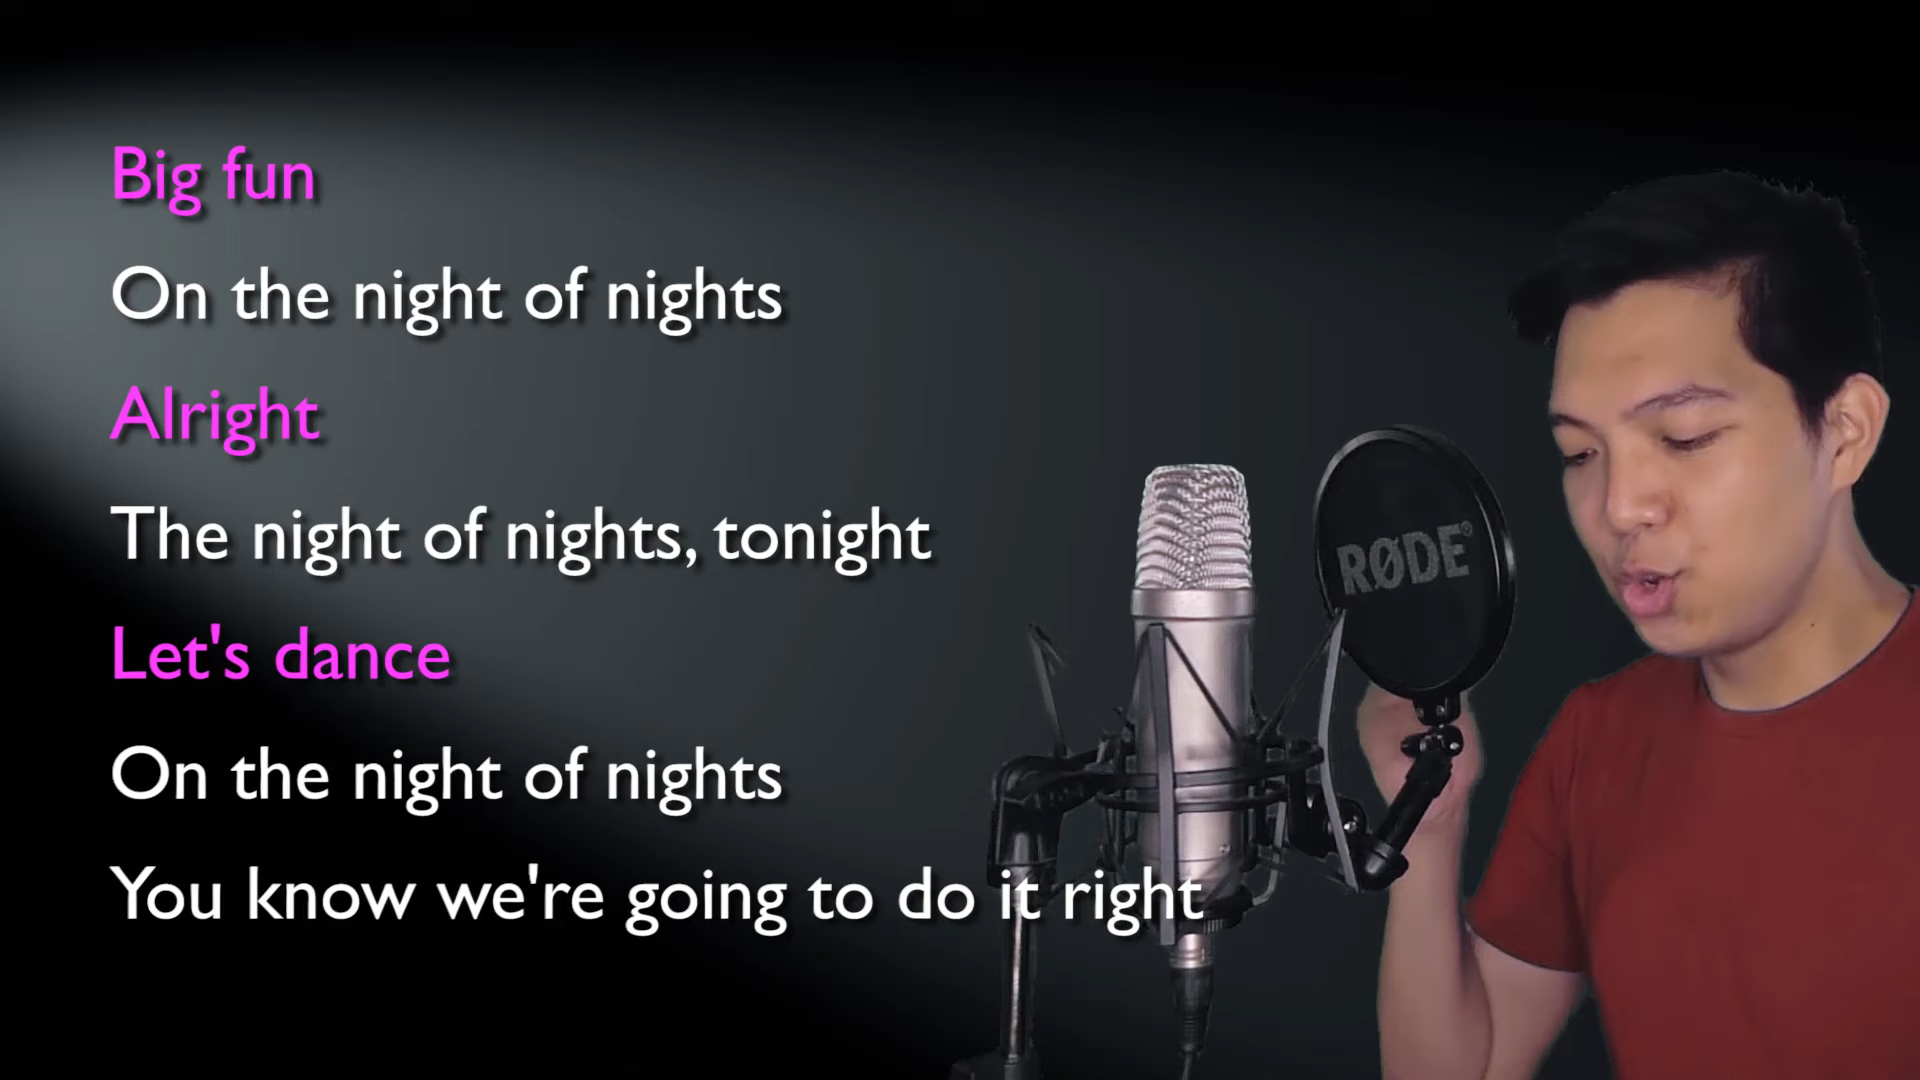 Big fun
On the night of nights
Alright
The night of nights, tonight
Let's dance
On the night of nights
You know we're going to do it right
RØDE®